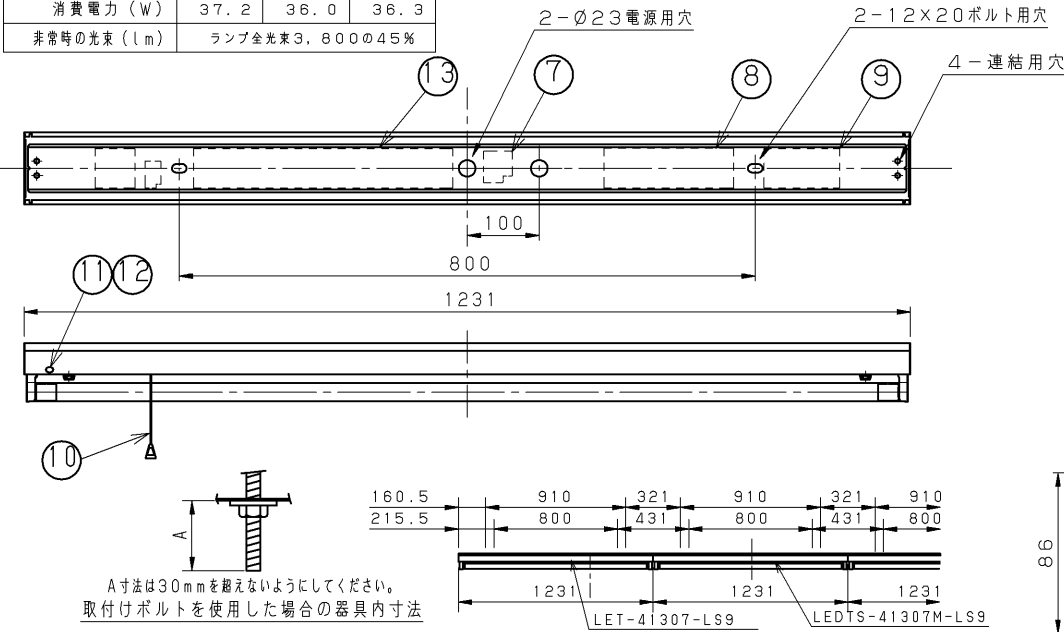 消費電力(W) 37.2 36.0 36.3
非常時の光束(lm) ランプ全光束3,800の45%
2-Ø23電源用穴
2-12×20ボルト用穴
4-連結用穴
⑬ ⑦ ⑧ ⑨
100
800
⑪⑫
1231
⑩
A
A寸法は30mmを超えないようにしてください。
取付けボルトを使用した場合の器具内寸法
160.5 910 321 910 321 910
215.5 800 431 800 431 800
1231 1231 1231
LET-41307-LS9
LEDTS-41307M-LS9
86